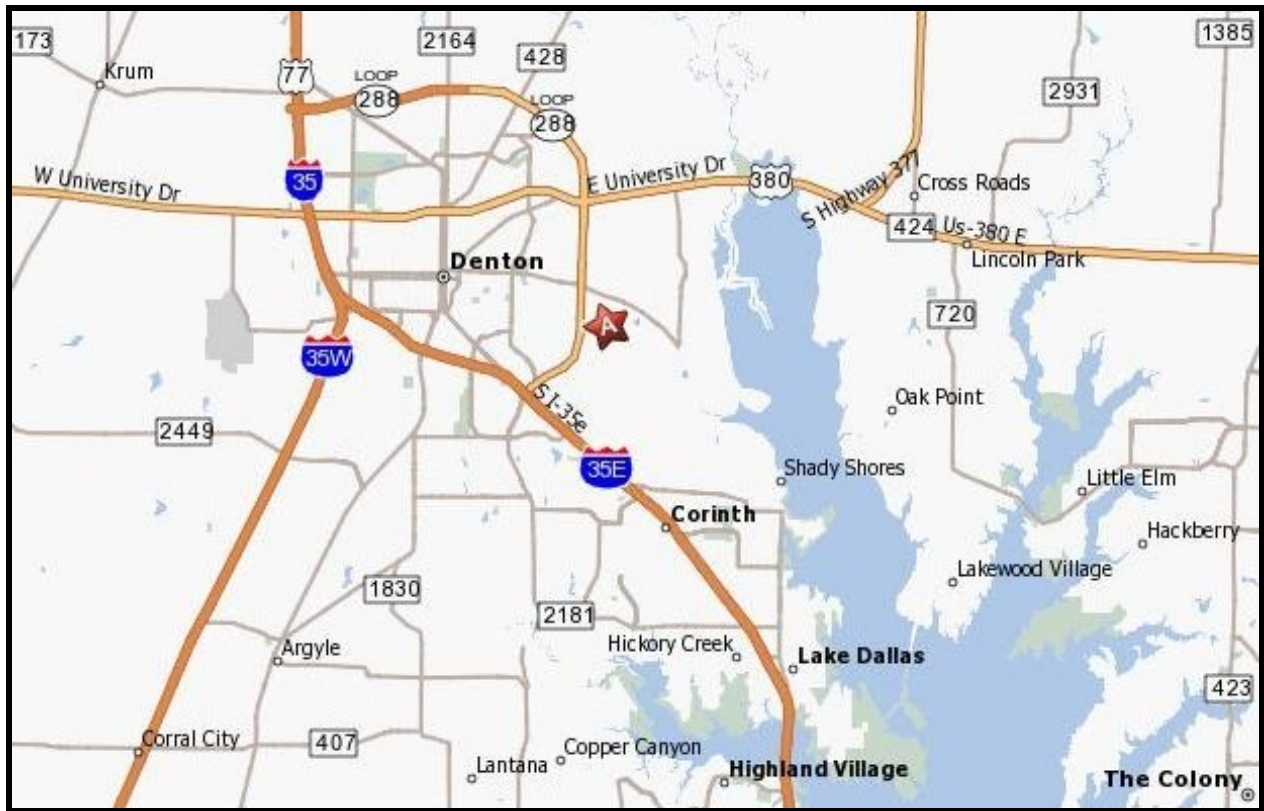 173
2164
428
1385
Krum
77
LOOP
288
LOOP
288
2931
W University Dr
35
E University Dr
380
S Highway 377
Cross Roads
424
Us-380 E
Lincoln Park
Denton
A
720
35W
S I-35e
Oak Point
2449
35E
Shady Shores
Little Elm
Corinth
Hackberry
Lakewood Village
1830
2181
Argyle
Hickory Creek
Lake Dallas
423
Corral City
407
Copper Canyon
Lantana
Highland Village
The Colony